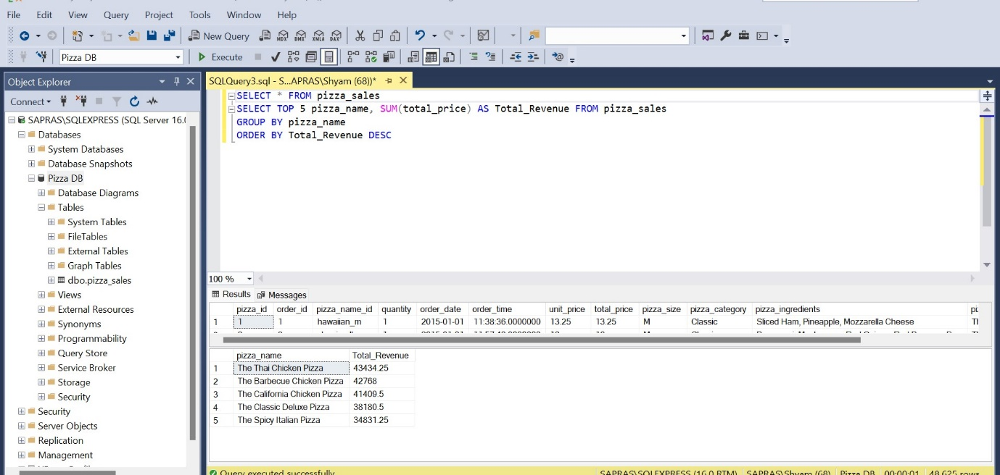 File Edit View Query Project Tools Window Help
New Query MDX DMX XMLA DAX
Pizza DB Execute
Object Explorer
Connect
SAPRAS\SQLEXPRESS (SQL Server 16.0
Databases
System Databases
Database Snapshots
Pizza DB
Database Diagrams
Tables
System Tables
FileTables
External Tables
Graph Tables
dbo.pizza_sales
Views
External Resources
Synonyms
Programmability
Query Store
Service Broker
Storage
Security
Security
Server Objects
Replication
Management
SQLQuery3.sql - S...APRAS\Shyam (68))*
SELECT * FROM pizza_sales
SELECT TOP 5 pizza_name, SUM(total_price) AS Total_Revenue FROM pizza_sales
GROUP BY pizza_name
ORDER BY Total_Revenue DESC
100 %
Results Messages
pizza_id order_id pizza_name_id quantity order_date order_time unit_price total_price pizza_size pizza_category pizza_ingredients
1 1 1 hawaiian_m 1 2015-01-01 11:38:36.0000000 13.25 13.25 M Classic Sliced Ham, Pineapple, Mozzarella Cheese
pizza_name Total_Revenue
1 The Thai Chicken Pizza 43434.25
2 The Barbecue Chicken Pizza 42768
3 The California Chicken Pizza 41409.5
4 The Classic Deluxe Pizza 38180.5
5 The Spicy Italian Pizza 34831.25
Query executed successfully SAPRAS\SQLEXPRESS (16.0 RTM) SAPRAS\Shyam (68) Pizza DB 00:00:01 48,625 rows